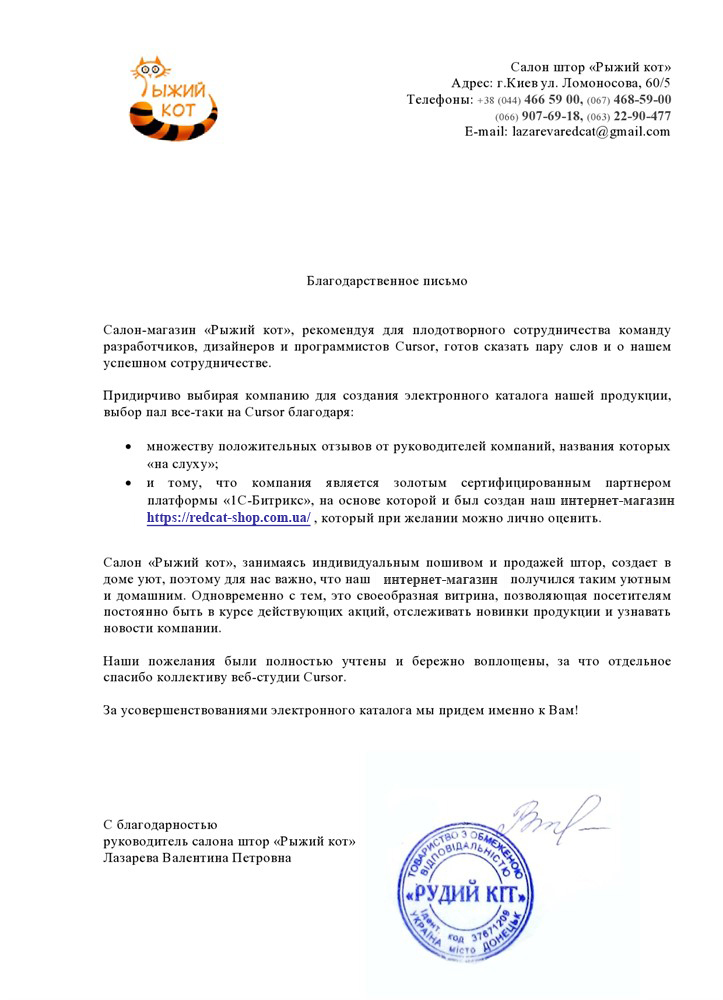 РЫЖИЙ
КОТ
Салон штор «Рыжий кот»
Адрес: г.Киев ул. Ломоносова, 60/5
Телефоны: +38 (044) 466 59 00, (067) 468-59-00
(066) 907-69-18, (063) 22-90-477
E-mail: lazarevaredcat@gmail.com
Благодарственное письмо
Салон-магазин «Рыжий кот», рекомендуя для плодотворного сотрудничества команду
разработчиков, дизайнеров и программистов Cursor, готов сказать пару слов и о нашем
успешном сотрудничестве.
Придирчиво выбирая компанию для создания электронного каталога нашей продукции,
выбор пал все-таки на Cursor благодаря:
• множеству положительных отзывов от руководителей компаний, названия которых
«на слуху»;
• и тому, что компания является золотым сертифицированным партнером
платформы «1С-Битрикс», на основе которой и был создан наш интернет-магазин
https://redcat-shop.com.ua/ , который при желании можно лично оценить.
Салон «Рыжий кот», занимаясь индивидуальным пошивом и продажей штор, создает в
доме уют, поэтому для нас важно, что наш интернет-магазин получился таким уютным
и домашним. Одновременно с тем, это своеобразная витрина, позволяющая посетителям
постоянно быть в курсе действующих акций, отслеживать новинки продукции и узнавать
новости компании.
Наши пожелания были полностью учтены и бережно воплощены, за что отдельное
спасибо коллективу веб-студии Cursor.
За усовершенствованиями электронного каталога мы придем именно к Вам!
С благодарностью
руководитель салона штор «Рыжий кот»
Лазарева Валентина Петровна
ТОВАРИСТВО З ОБМЕЖЕНОЮ
ВІДПОВІДАЛЬНІСТЮ
«РУДИЙ КІТ»
Ідент. код 37671209
УКРАЇНА місто ДОНЕЦЬК